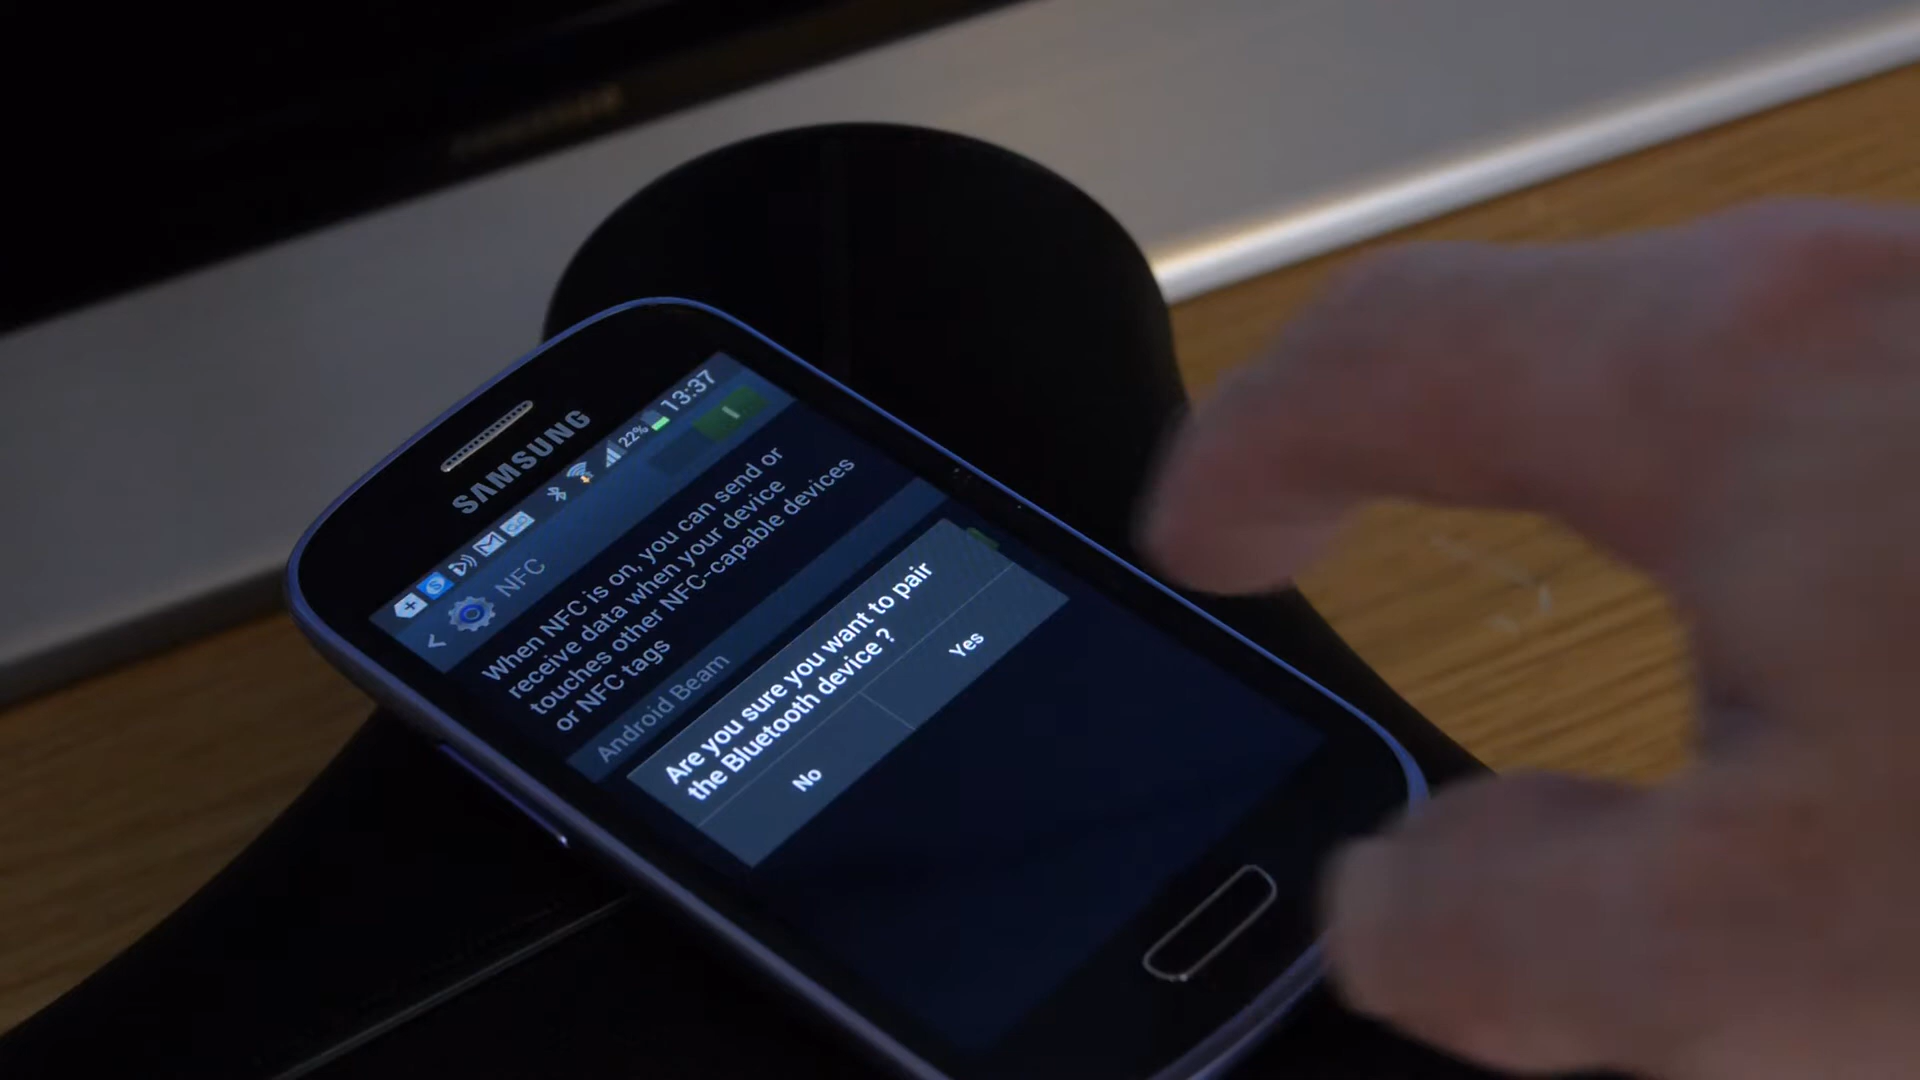 SAMSUNG
22% 13:37
NFC
When NFC is on, you can send or
receive data when your device
touches other NFC-capable devices
or NFC tags
Android Beam
Are you sure you want to pair
the Bluetooth device ?
No
Yes